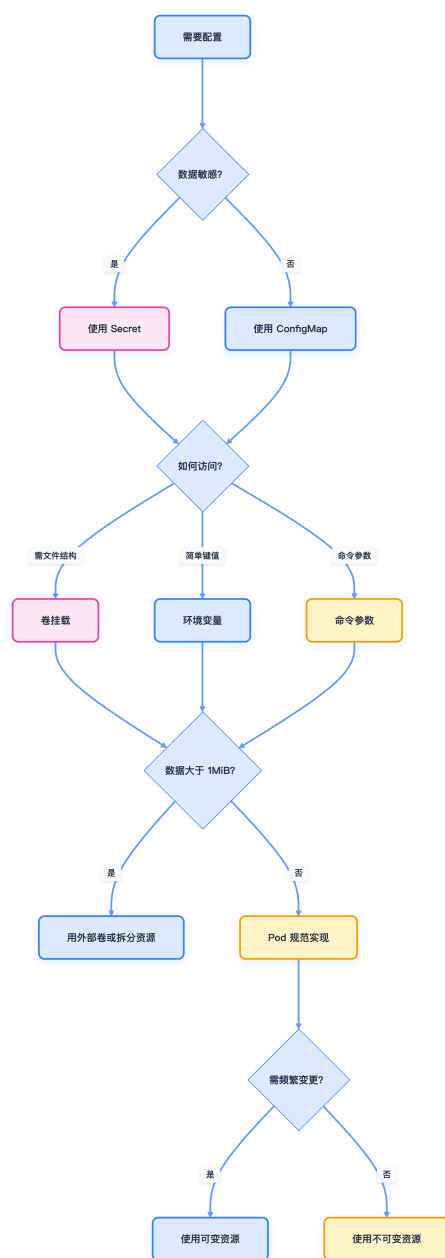 需要配置
数据敏感?
是
否
使用 Secret
使用 ConfigMap
如何访问?
需文件结构
简单键值
命令参数
卷挂载
环境变量
命令参数
数据大于 1MiB?
是
否
用外部卷或拆分资源
Pod 规范实现
需频繁变更?
是
否
使用可变资源
使用不可变资源